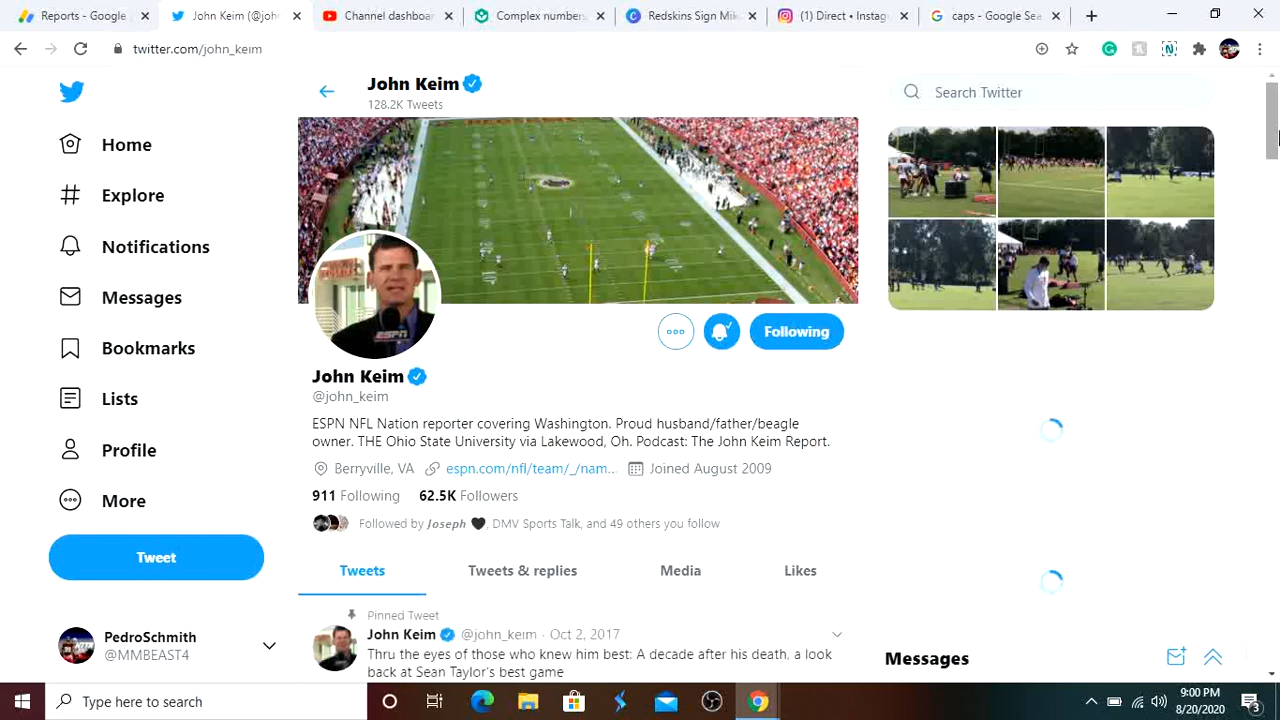 Reports - Google
John Keim (@joh
Channel dashboa
Complex numbers
Redskins Sign Mik
(1) Direct • Instag
caps - Google Sea
twitter.com/john_keim
John Keim
128.2K Tweets
Search Twitter
Home
Explore
Notifications
Messages
Bookmarks
Lists
Profile
More
Tweet
PedroSchmith
@MMBEAST4
ESPN
Following
John Keim
@john_keim
ESPN NFL Nation reporter covering Washington. Proud husband/father/beagle
owner. THE Ohio State University via Lakewood, Oh. Podcast: The John Keim Report.
Berryville, VA espn.com/nfl/team/_/nam... Joined August 2009
911 Following 62.5K Followers
Followed by Joseph 🖤, DMV Sports Talk, and 49 others you follow
Tweets Tweets & replies Media Likes
Pinned Tweet
John Keim @john_keim · Oct 2, 2017
Thru the eyes of those who knew him best: A decade after his death, a look
back at Sean Taylor's best game
Messages
Type here to search
9:00 PM
8/20/2020
3